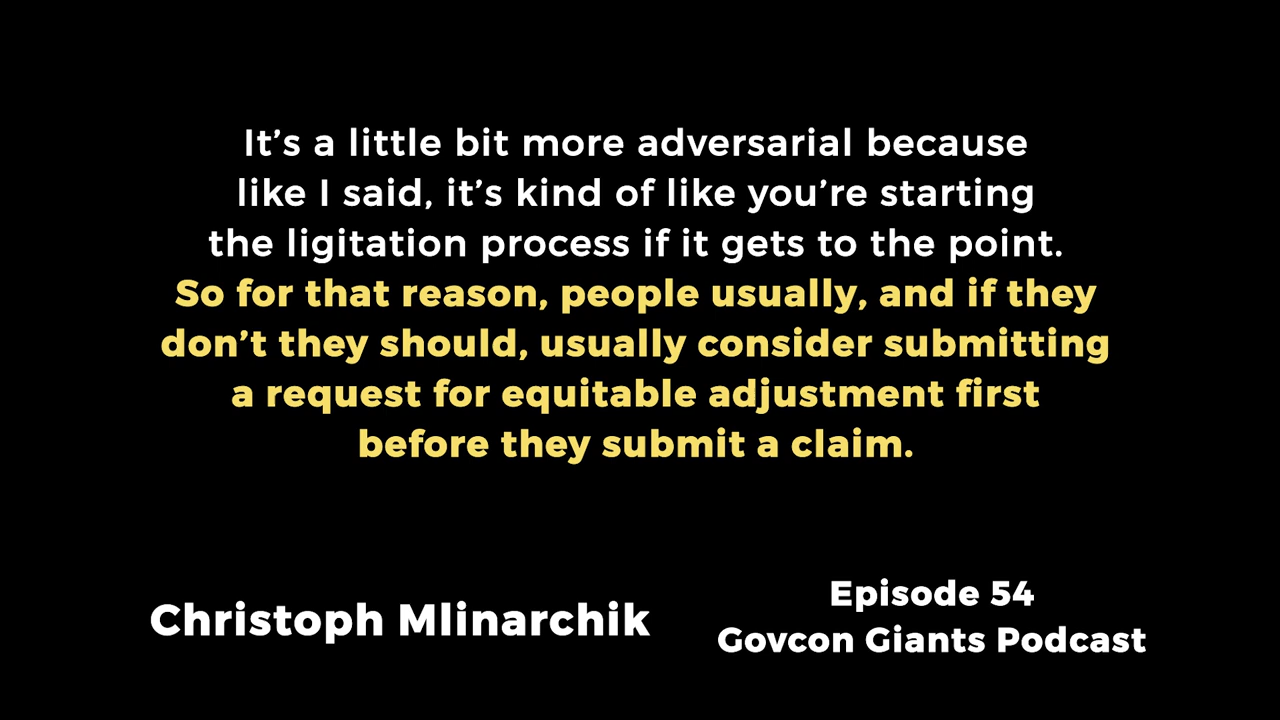 It’s a little bit more adversarial because
like I said, it’s kind of like you’re starting
the ligitation process if it gets to the point.
So for that reason, people usually, and if they
don’t they should, usually consider submitting
a request for equitable adjustment first
before they submit a claim.
Christoph Mlinarchik
Episode 54
Govcon Giants Podcast